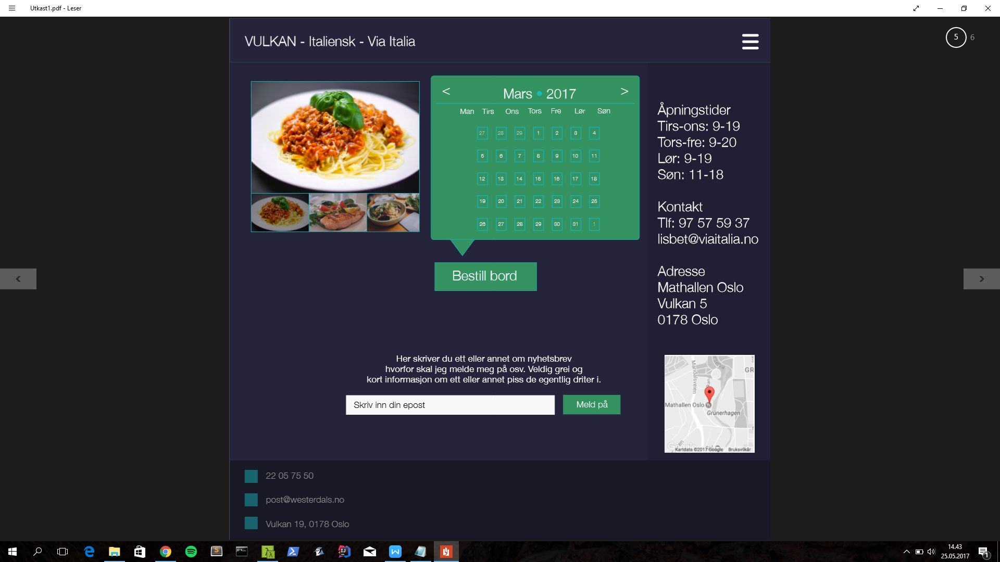 Utkast1.pdf - Leser
5 6
VULKAN - Italiensk - Via Italia
< Mars • 2017 >
Man Tirs Ons Tors Fre Lør Søn
27 28 29 1 2 3 4
5 6 7 8 9 10 11
12 13 14 15 16 17 18
19 20 21 22 23 24 25
26 27 28 29 30 31 1
Bestill bord
Her skriver du ett eller annet om nyhetsbrev
hvorfor skal jeg melde meg på osv. Veldig grei og
kort informasjon om ett eller annet piss de egentlig driter i.
Skriv inn din epost
Meld på
Åpningstider
Tirs-ons: 9-19
Tors-fre: 9-20
Lør: 9-19
Søn: 11-18
Kontakt
Tlf: 97 57 59 37
lisbet@viaitalia.no
Adresse
Mathallen Oslo
Vulkan 5
0178 Oslo
Maridalsveien
GR
Mathallen Oslo
Grünerhagen
Google
Kartdata ©2017 Google Bruksvilkår
22 05 75 50
post@westerdals.no
Vulkan 19, 0178 Oslo
14.43
25.05.2017
1